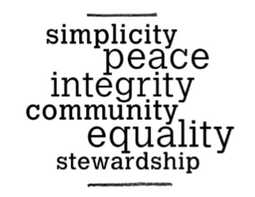 simplicity
peace
integrity
community
equality
stewardship